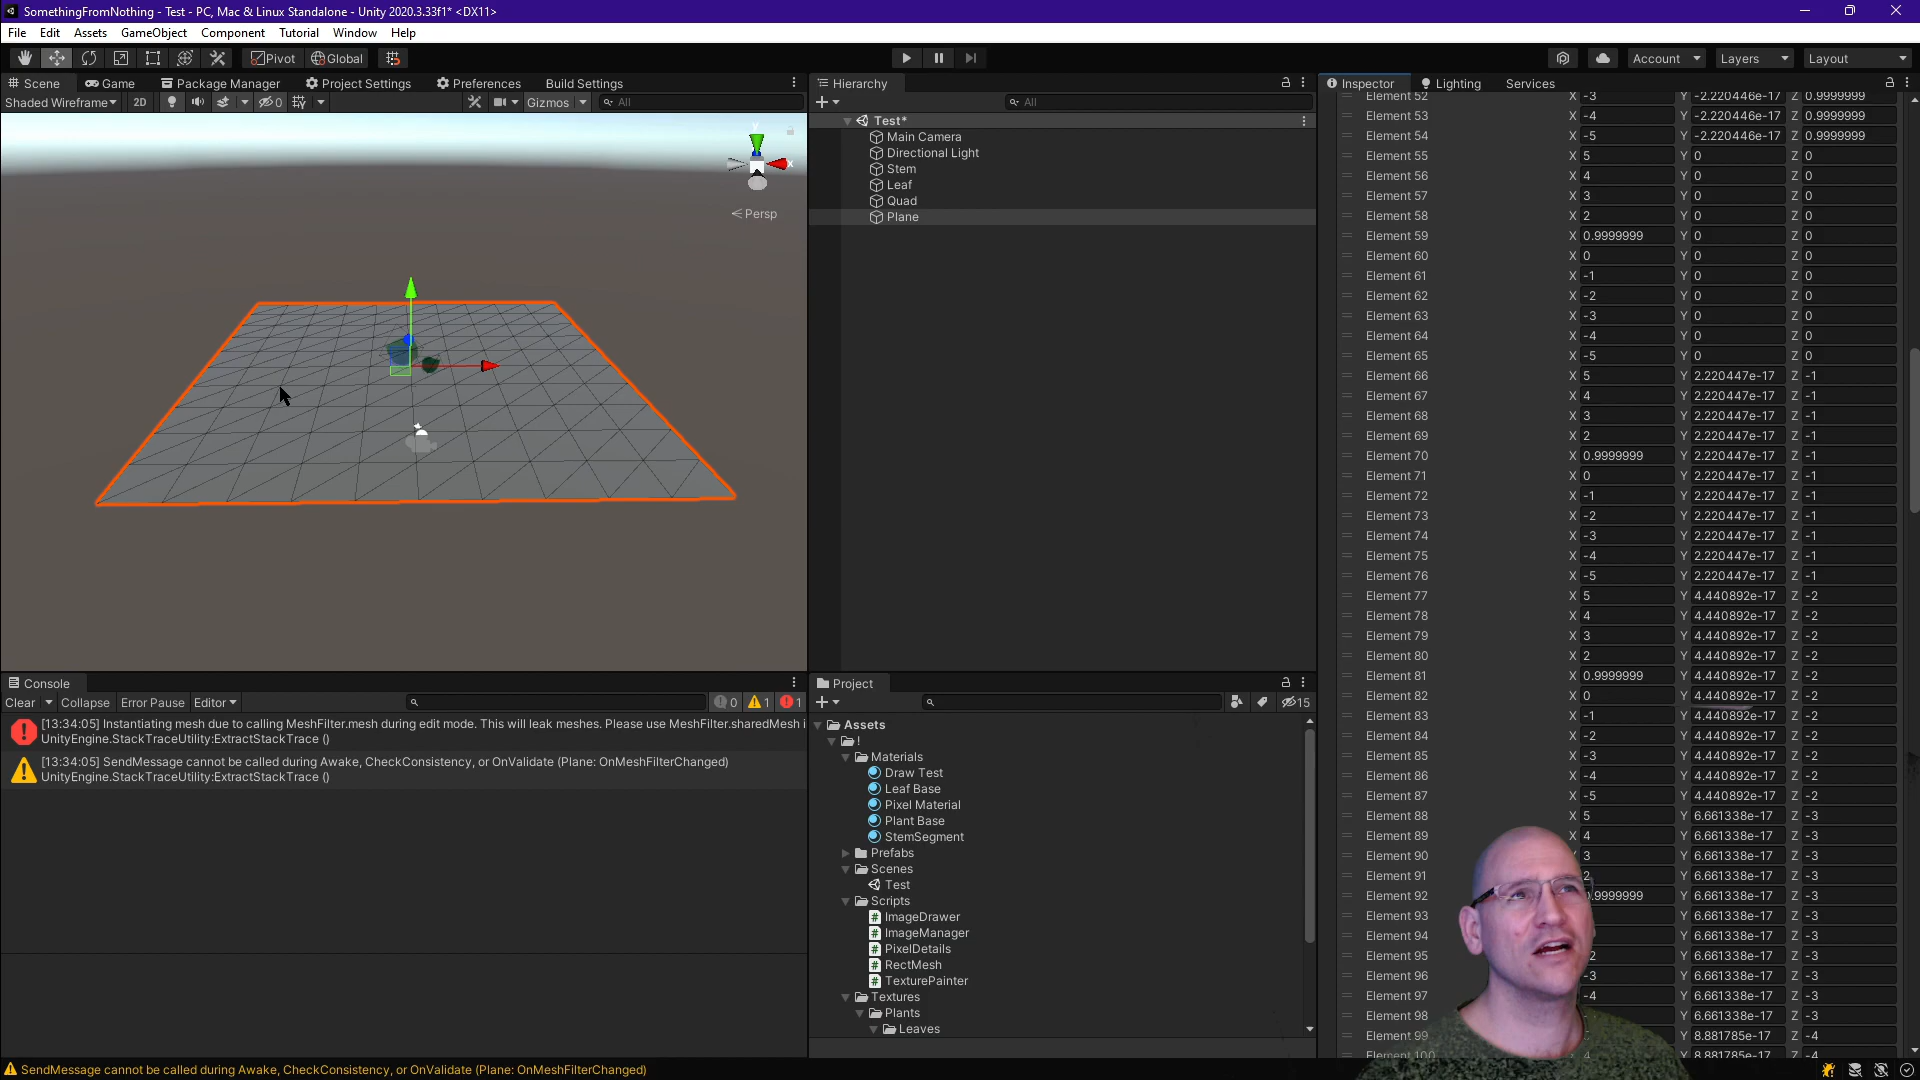 SomethingFromNothing - Test - PC, Mac & Linux Standalone - Unity 2020.3.33f1* <DX11>
File Edit Assets GameObject Component Tutorial Window Help
Pivot Global Account Layers Layout
Scene Game Package Manager Project Settings Preferences Build Settings
Shaded Wireframe 2D 0 Gizmos All
y
x
Persp
Hierarchy
All
Test*
Main Camera
Directional Light
Stem
Leaf
Quad
Plane
Inspector Lighting Services
Element 52 X -3 Y -2.220446e-17 Z 0.9999999
Element 53 X -4 Y -2.220446e-17 Z 0.9999999
Element 54 X -5 Y -2.220446e-17 Z 0.9999999
Element 55 X 5 Y 0 Z 0
Element 56 X 4 Y 0 Z 0
Element 57 X 3 Y 0 Z 0
Element 58 X 2 Y 0 Z 0
Element 59 X 0.9999999 Y 0 Z 0
Element 60 X 0 Y 0 Z 0
Element 61 X -1 Y 0 Z 0
Element 62 X -2 Y 0 Z 0
Element 63 X -3 Y 0 Z 0
Element 64 X -4 Y 0 Z 0
Element 65 X -5 Y 0 Z 0
Element 66 X 5 Y 2.220447e-17 Z -1
Element 67 X 4 Y 2.220447e-17 Z -1
Element 68 X 3 Y 2.220447e-17 Z -1
Element 69 X 2 Y 2.220447e-17 Z -1
Element 70 X 0.9999999 Y 2.220447e-17 Z -1
Element 71 X 0 Y 2.220447e-17 Z -1
Element 72 X -1 Y 2.220447e-17 Z -1
Element 73 X -2 Y 2.220447e-17 Z -1
Element 74 X -3 Y 2.220447e-17 Z -1
Element 75 X -4 Y 2.220447e-17 Z -1
Element 76 X -5 Y 2.220447e-17 Z -1
Element 77 X 5 Y 4.440892e-17 Z -2
Element 78 X 4 Y 4.440892e-17 Z -2
Element 79 X 3 Y 4.440892e-17 Z -2
Element 80 X 2 Y 4.440892e-17 Z -2
Element 81 X 0.9999999 Y 4.440892e-17 Z -2
Element 82 X 0 Y 4.440892e-17 Z -2
Element 83 X -1 Y 4.440892e-17 Z -2
Element 84 X -2 Y 4.440892e-17 Z -2
Element 85 X -3 Y 4.440892e-17 Z -2
Element 86 X -4 Y 4.440892e-17 Z -2
Element 87 X -5 Y 4.440892e-17 Z -2
Element 88 X 5 Y 6.661338e-17 Z -3
Element 89 X 4 Y 6.661338e-17 Z -3
Element 90 3 Y 6.661338e-17 Z -3
Element 91 2 Y 6.661338e-17 Z -3
Element 92 .9999999 Y 6.661338e-17 Z -3
Element 93 Y 6.661338e-17 Z -3
Element 94 Y 6.661338e-17 Z -3
Element 95 2 Y 6.661338e-17 Z -3
Element 96 -3 Y 6.661338e-17 Z -3
Element 97 -4 Y 6.661338e-17 Z -3
Element 98 Y 6.661338e-17 Z -3
Element 99 Y 8.881785e-17 Z -4
Element 100 4 Y 8.881785e-17 Z -4
Console
Clear Collapse Error Pause Editor 0 1 1
[13:34:05] Instantiating mesh due to calling MeshFilter.mesh during edit mode. This will leak meshes. Please use MeshFilter.sharedMesh i
UnityEngine.StackTraceUtility:ExtractStackTrace ()
[13:34:05] SendMessage cannot be called during Awake, CheckConsistency, or OnValidate (Plane: OnMeshFilterChanged)
UnityEngine.StackTraceUtility:ExtractStackTrace ()
Project
15
Assets
!
Materials
Draw Test
Leaf Base
Pixel Material
Plant Base
StemSegment
Prefabs
Scenes
Test
Scripts
ImageDrawer
ImageManager
PixelDetails
RectMesh
TexturePainter
Textures
Plants
Leaves
SendMessage cannot be called during Awake, CheckConsistency, or OnValidate (Plane: OnMeshFilterChanged)